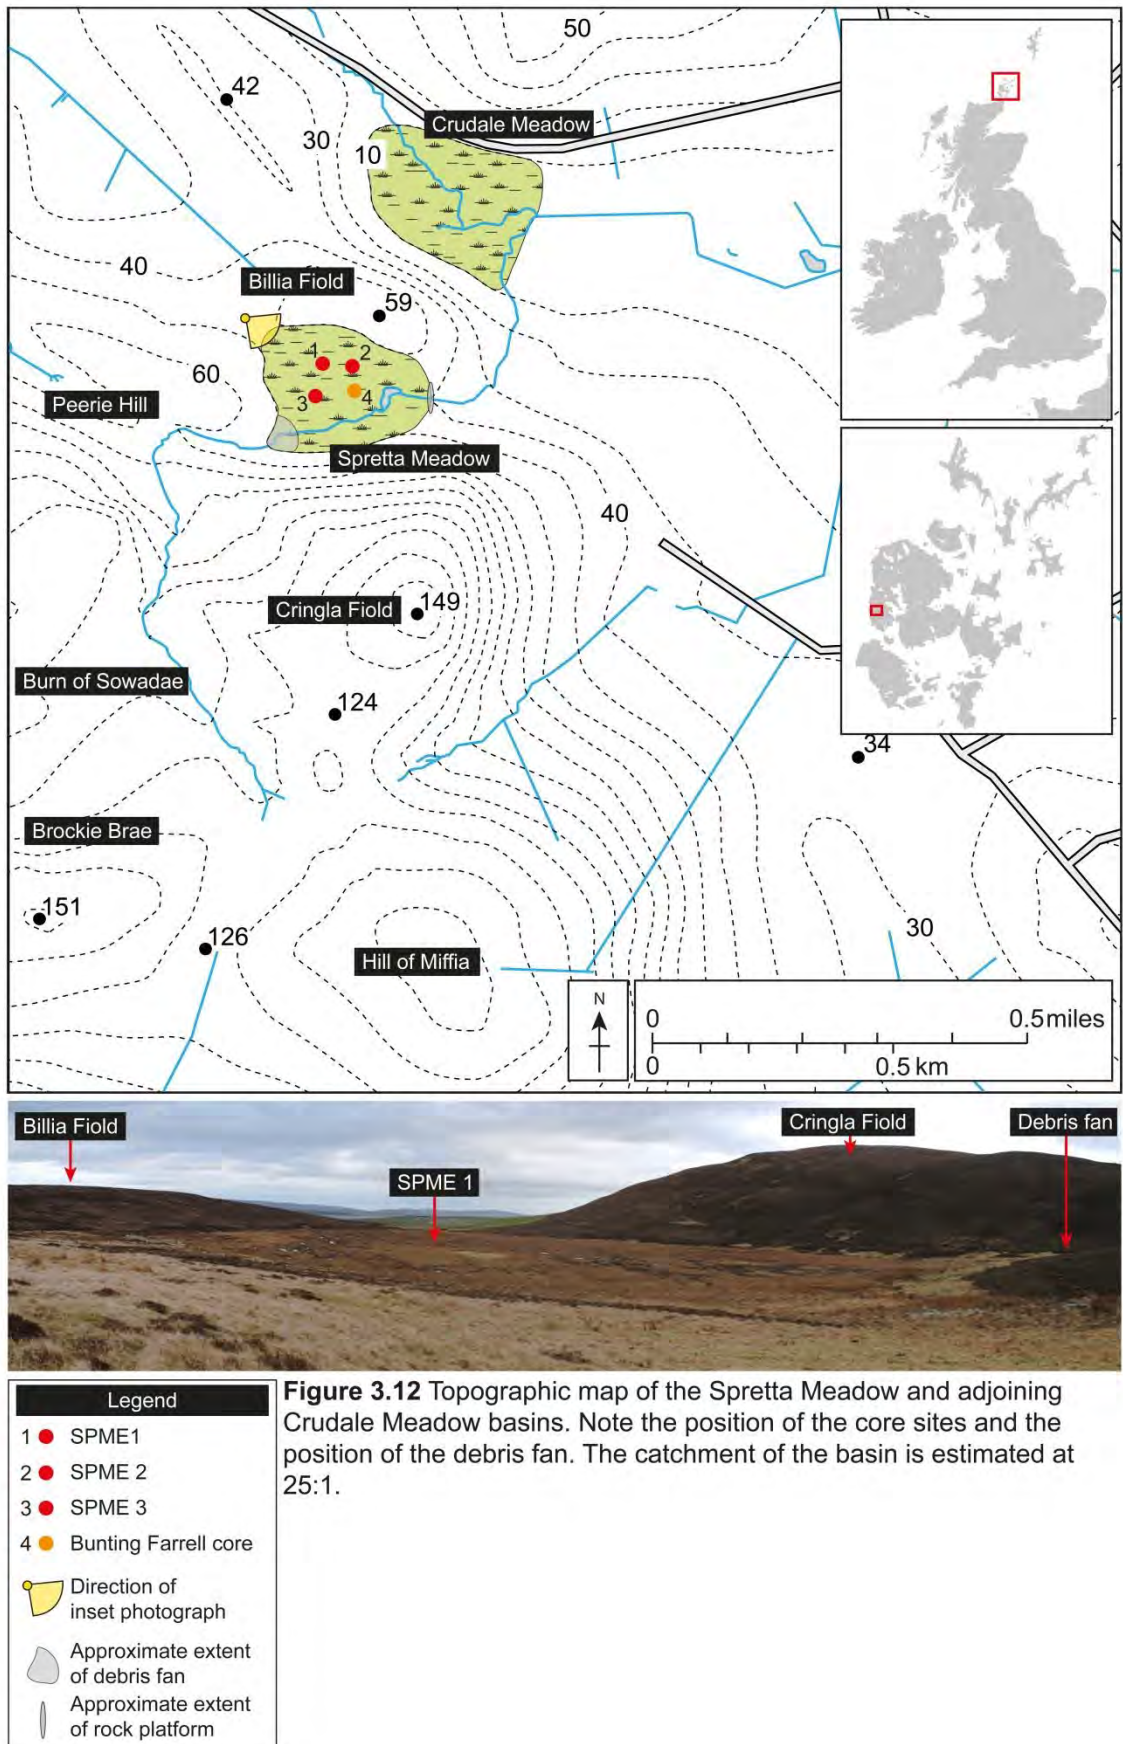 50
42
Crudale Meadow
30
10
40
Billia Fiold
59
1
2
60
3
4
Peerie Hill
Spretta Meadow
40
Cringla Fiold
149
Burn of Sowadae
124
34
Brockie Brae
151
126
30
Hill of Miffia
N
0 0.5 miles
0 0.5 km
Billia Fiold
Cringla Fiold
Debris fan
SPME 1
Legend
1 SPME1
2 SPME 2
3 SPME 3
4 Bunting Farrell core
Direction of
inset photograph
Approximate extent
of debris fan
Approximate extent
of rock platform
Figure 3.12 Topographic map of the Spretta Meadow and adjoining
Crudale Meadow basins. Note the position of the core sites and the
position of the debris fan. The catchment of the basin is estimated at
25:1.